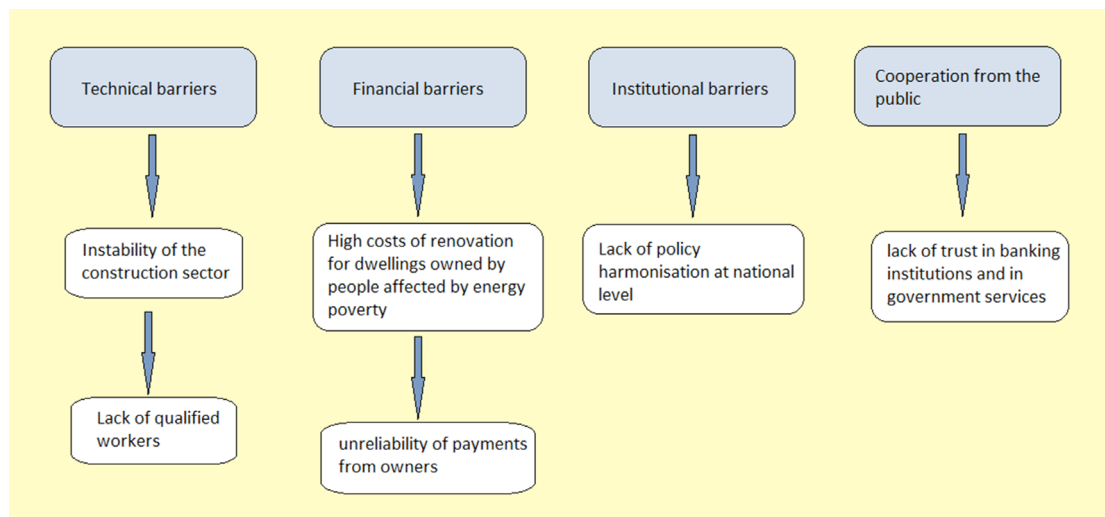 Technical barriers
Instability of the
construction sector
Lack of qualified
workers
Financial barriers
High costs of renovation
for dwellings owned by
people affected by energy
poverty
unreliability of payments
from owners
Institutional barriers
Lack of policy
harmonisation at national
level
Cooperation from the
public
lack of trust in banking
institutions and in
government services